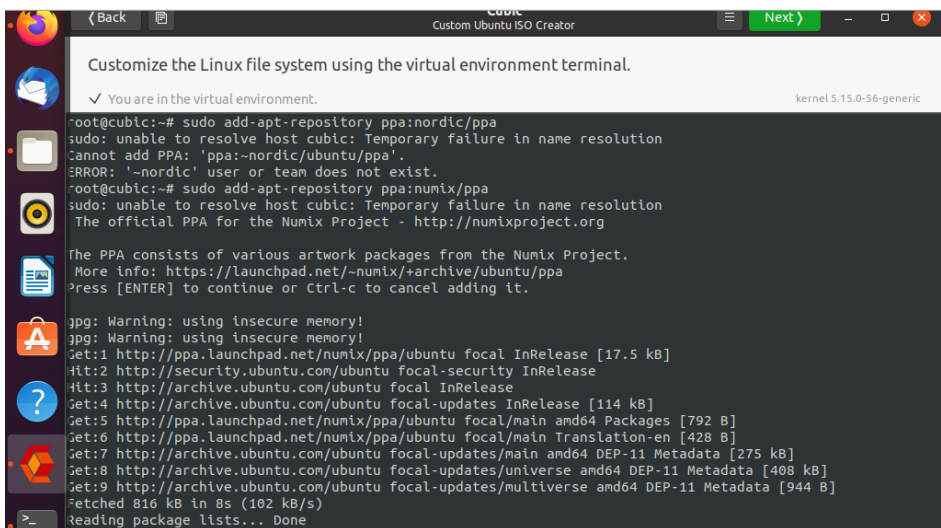 Back
Cubic
Custom Ubuntu ISO Creator
Next
Customize the Linux file system using the virtual environment terminal.
✓ You are in the virtual environment.
kernel 5.15.0-56-generic
root@cubic:~# sudo add-apt-repository ppa:nordic/ppa
sudo: unable to resolve host cubic: Temporary failure in name resolution
Cannot add PPA: 'ppa:~nordic/ubuntu/ppa'.
ERROR: '~nordic' user or team does not exist.
root@cubic:~# sudo add-apt-repository ppa:numix/ppa
sudo: unable to resolve host cubic: Temporary failure in name resolution
The official PPA for the Numix Project - http://numixproject.org
The PPA consists of various artwork packages from the Numix Project.
More info: https://launchpad.net/~numix/+archive/ubuntu/ppa
Press [ENTER] to continue or Ctrl-c to cancel adding it.
gpg: Warning: using insecure memory!
gpg: Warning: using insecure memory!
Get:1 http://ppa.launchpad.net/numix/ppa/ubuntu focal InRelease [17.5 kB]
Hit:2 http://security.ubuntu.com/ubuntu focal-security InRelease
Hit:3 http://archive.ubuntu.com/ubuntu focal InRelease
Get:4 http://archive.ubuntu.com/ubuntu focal-updates InRelease [114 kB]
Get:5 http://ppa.launchpad.net/numix/ppa/ubuntu focal/main amd64 Packages [792 B]
Get:6 http://ppa.launchpad.net/numix/ppa/ubuntu focal/main Translation-en [428 B]
Get:7 http://archive.ubuntu.com/ubuntu focal-updates/main amd64 DEP-11 Metadata [275 kB]
Get:8 http://archive.ubuntu.com/ubuntu focal-updates/universe amd64 DEP-11 Metadata [408 kB]
Get:9 http://archive.ubuntu.com/ubuntu focal-updates/multiverse amd64 DEP-11 Metadata [944 B]
Fetched 816 kB in 8s (102 kB/s)
Reading package lists... Done